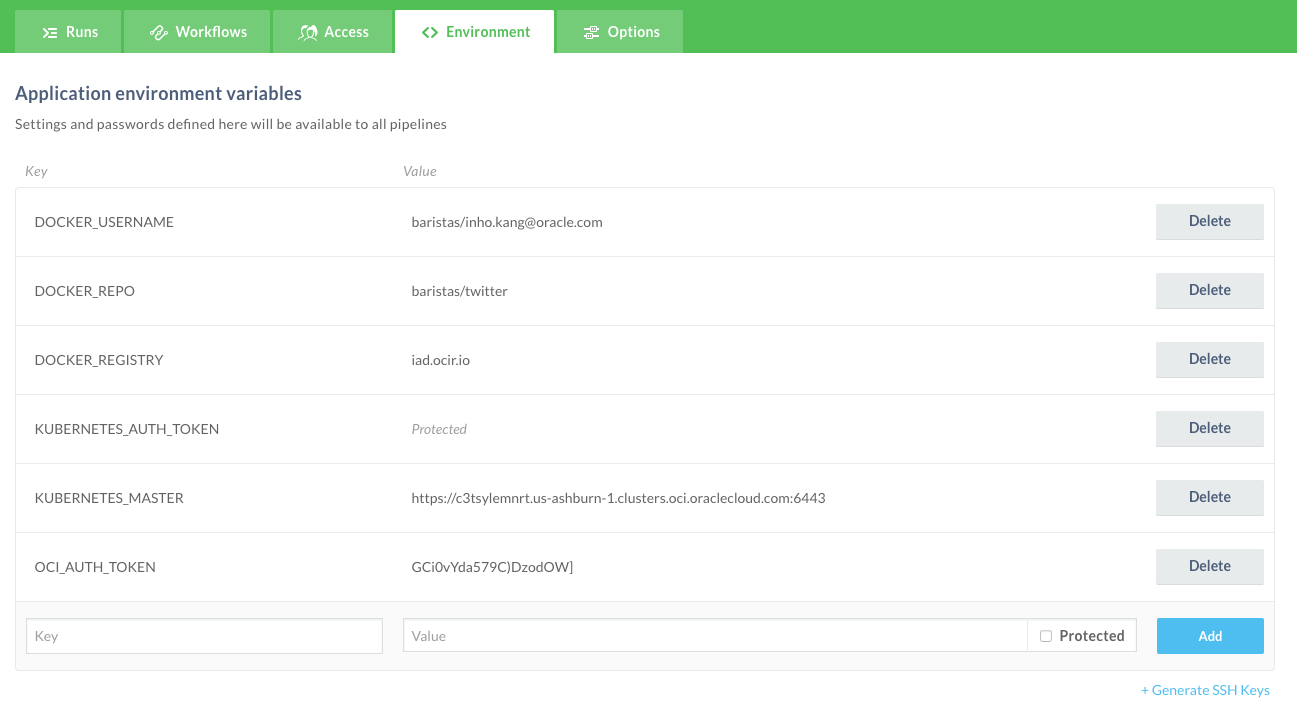 Runs
Workflows
Access
Environment
Options
Application environment variables
Settings and passwords defined here will be available to all pipelines
Key Value
DOCKER_USERNAME baristas/inho.kang@oracle.com Delete
DOCKER_REPO baristas/twitter Delete
DOCKER_REGISTRY iad.ocir.io Delete
KUBERNETES_AUTH_TOKEN Protected Delete
KUBERNETES_MASTER https://c3tsylemnrt.us-ashburn-1.clusters.oci.oraclecloud.com:6443 Delete
OCI_AUTH_TOKEN GCi0vYda579C)DzodOW] Delete
Key Value Protected Add
+ Generate SSH Keys